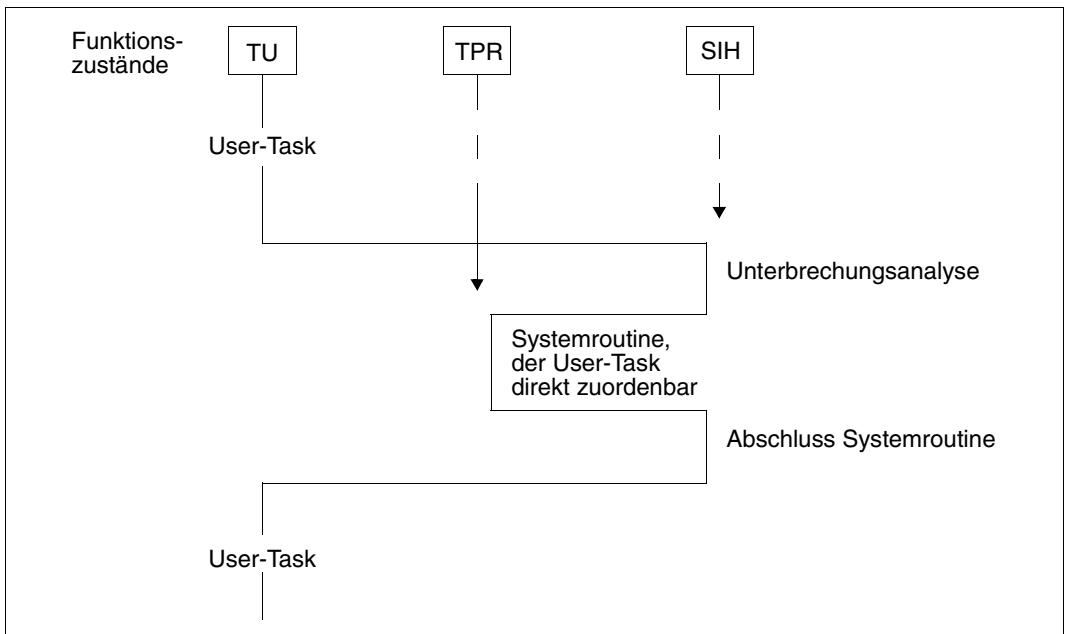 Funktions-
zustände
TU
TPR
SIH
User-Task
Unterbrechungsanalyse
Systemroutine,
der User-Task
direkt zuordenbar
Abschluss Systemroutine
User-Task